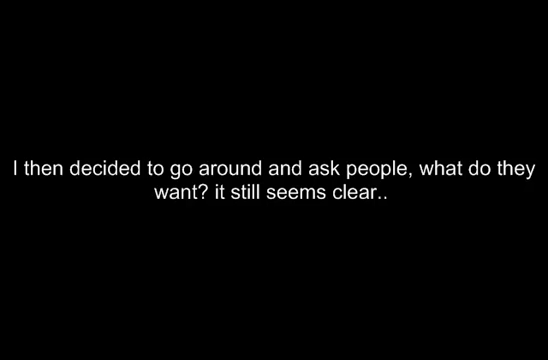 I then decided to go around and ask people, what do they
want? it still seems clear..